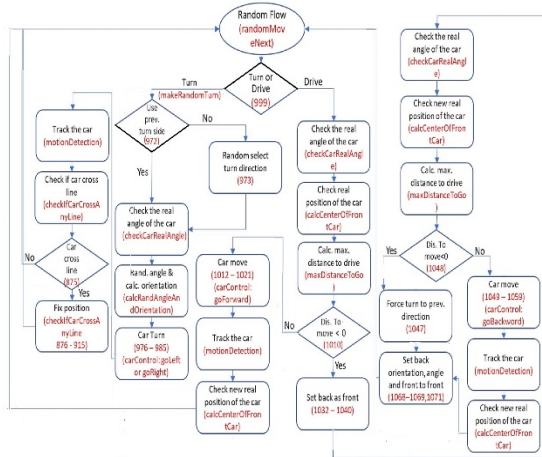 Random Flow
(randomMov
eNext)
Turn
(makeRandomTurn)
Turn or
Drive
(999)
Drive
Use
prev.
turn side
(972)
No
Yes
Random select
turn direction
(973)
Track the car
(motionDetection)
Check if car cross
line
(checkIfCarCrossA
nyLine)
No
Car
cross
line
(875)
Yes
Fix position
(checkIfCarCrossA
nyLine
876 - 915)
Check the real
angle of the car
(checkCarRealAngle)
Rand. angle &
calc. orientation
(calcRandAngleAn
dOrientation)
Car Turn
(976 – 985)
(carControl:goLeft
or goRight)
Car move
(1012 – 1021)
(carControl:
goForward)
Track the car
(motionDetection)
Check new real
position of the car
(calcCenterOfFron
tCar)
Check the real
angle of the car
(checkCarRealAngl
e)
Check real
position of the car
(calcCenterOfFron
tCar)
Calc. max.
distance to drive
(maxDistanceToGo
)
No
Dis. To
move < 0
(1010)
Yes
Set back as front
(1032 – 1040)
Check the real
angle of the car
(checkCarRealAngl
e)
Check new real
position of the car
(calcCenterOfFron
tCar)
Calc. max.
distance to drive
(maxDistanceToGo
)
Yes
Dis. To
move<0
(1048)
No
Force turn to prev.
direction
(1047)
Set back
orientation, angle
and front to front
(1068–1069,1071)
Car move
(1049 – 1059)
(carControl:
goBackword)
Track the car
(motionDetection)
Check new real
position of the car
(calcCenterOfFron
tCar)